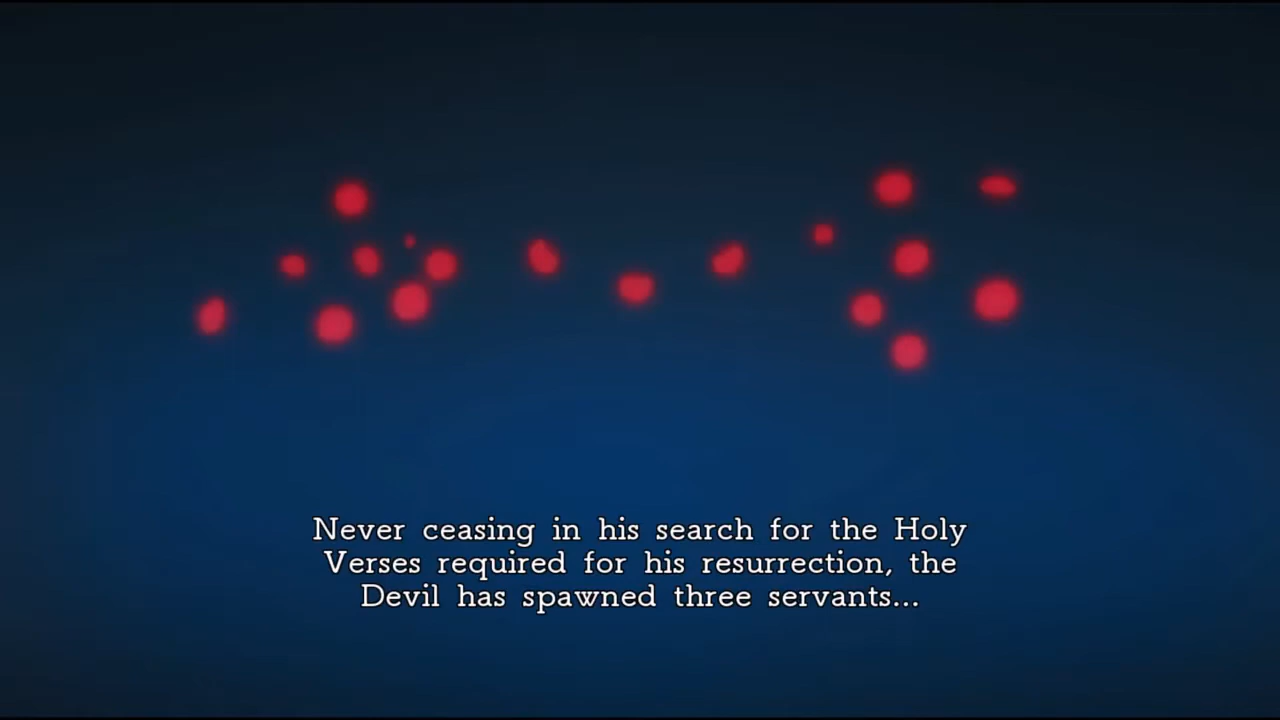 Never ceasing in his search for the Holy
Verses required for his resurrection, the
Devil has spawned three servants...